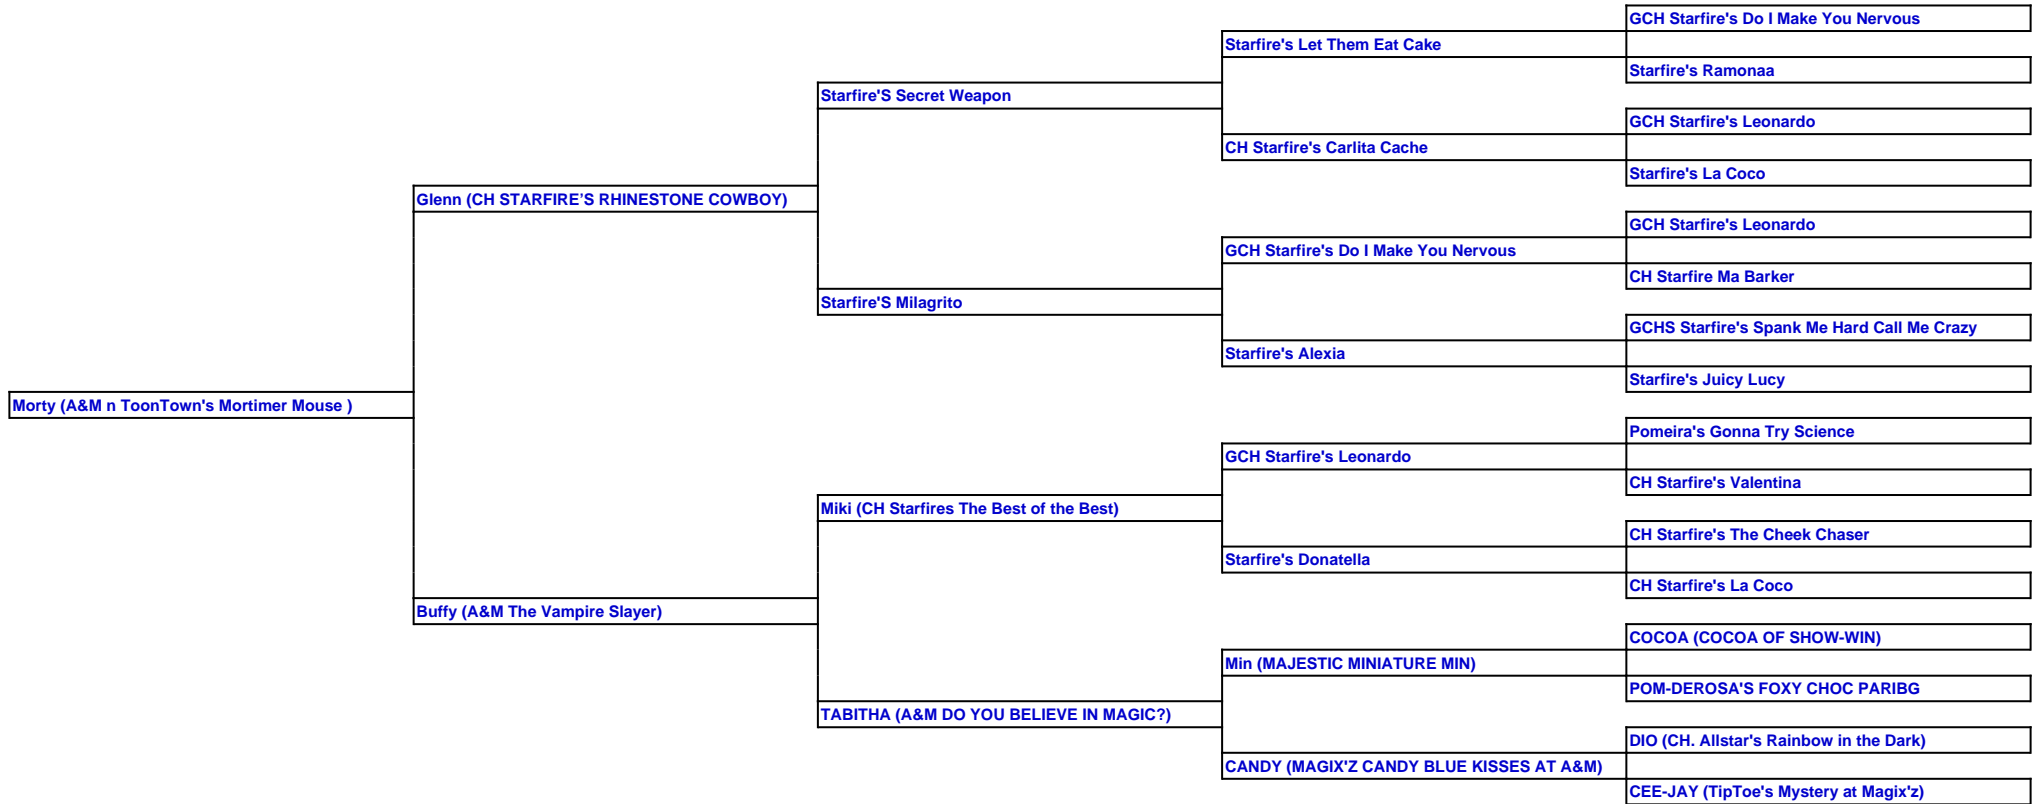 GCH Starfire's Do I Make You Nervous
Starfire's Let Them Eat Cake
Starfire's Ramonaa
Starfire'S Secret Weapon
GCH Starfire's Leonardo
CH Starfire's Carlita Cache
Starfire's La Coco
Glenn (CH STARFIRE’S RHINESTONE COWBOY)
GCH Starfire's Leonardo
GCH Starfire's Do I Make You Nervous
CH Starfire Ma Barker
Starfire'S Milagrito
GCHS Starfire's Spank Me Hard Call Me Crazy
Starfire's Alexia
Starfire's Juicy Lucy
Morty (A&M n ToonTown's Mortimer Mouse )
Pomeira's Gonna Try Science
GCH Starfire's Leonardo
CH Starfire's Valentina
Miki (CH Starfires The Best of the Best)
CH Starfire's The Cheek Chaser
Starfire's Donatella
CH Starfire's La Coco
Buffy (A&M The Vampire Slayer)
COCOA (COCOA OF SHOW-WIN)
Min (MAJESTIC MINIATURE MIN)
POM-DEROSA'S FOXY CHOC PARIBG
TABITHA (A&M DO YOU BELIEVE IN MAGIC?)
DIO (CH. Allstar's Rainbow in the Dark)
CANDY (MAGIX'Z CANDY BLUE KISSES AT A&M)
CEE-JAY (TipToe's Mystery at Magix'z)